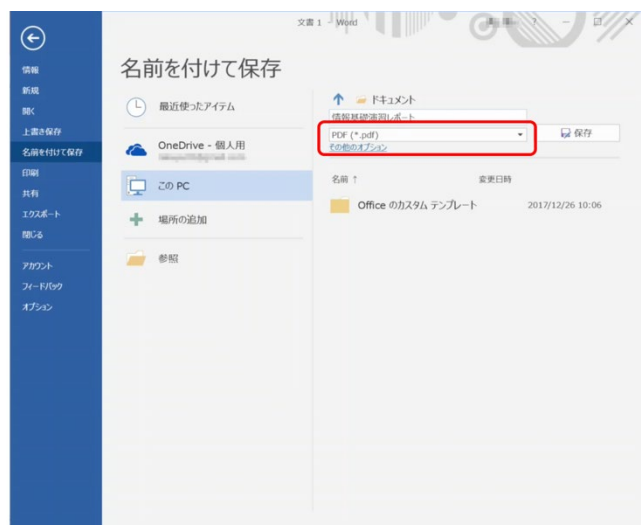 文書 1 - Word
?
情報
新規
開く
上書き保存
名前を付けて保存
印刷
共有
エクスポート
閉じる
アカウント
フィードバック
オプション
名前を付けて保存
最近使ったアイテム
OneDrive - 個人用
この PC
場所の追加
参照
ドキュメント
情報基礎演習レポート
PDF (*.pdf)
保存
その他のオプション
名前 ↑ 変更日時
Office のカスタム テンプレート 2017/12/26 10:06